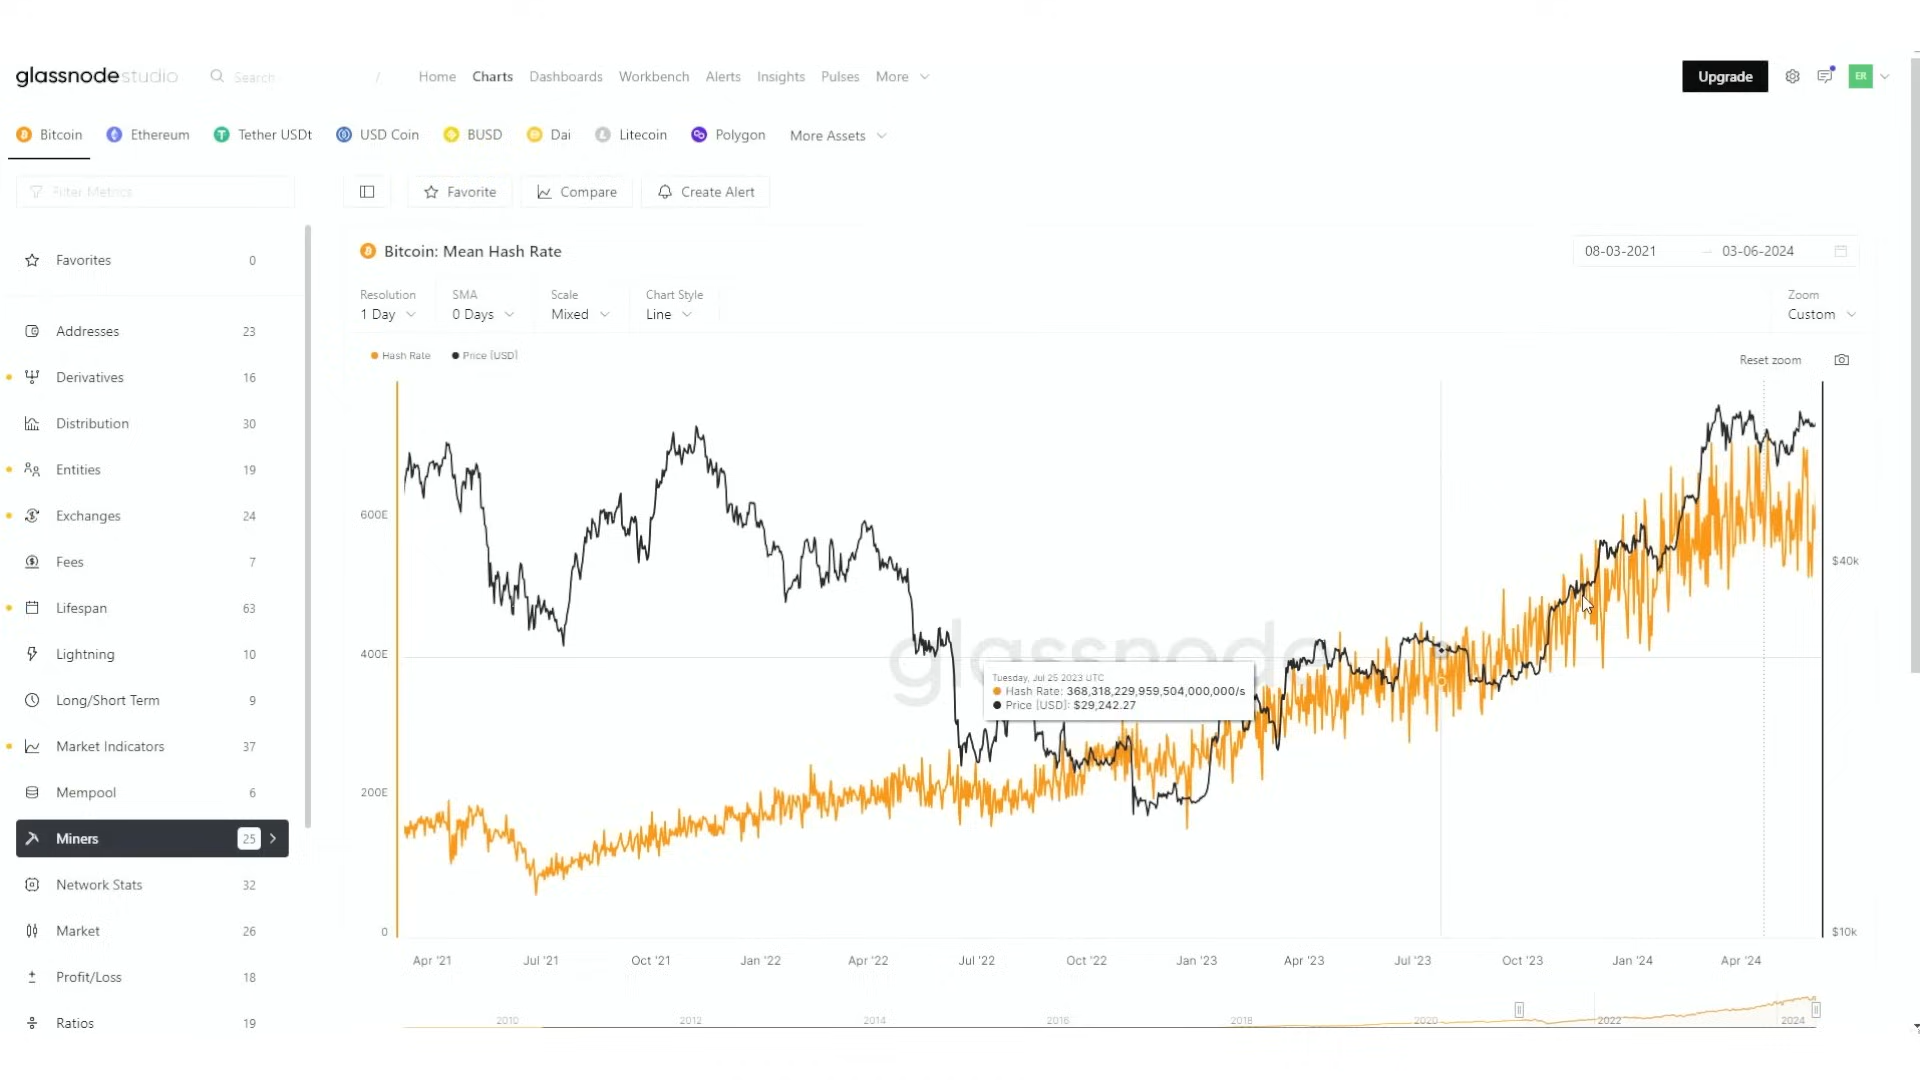 glassnode studio Search / Home Charts Dashboards Workbench Alerts Insights Pulses More Upgrade ER
Bitcoin Ethereum Tether USDt USD Coin BUSD Dai Litecoin Polygon More Assets
Filter Metrics Favorite Compare Create Alert
Favorites 0
Addresses 23
Derivatives 16
Distribution 30
Entities 19
Exchanges 24
Fees 7
Lifespan 63
Lightning 10
Long/Short Term 9
Market Indicators 37
Mempool 6
Miners 25
Network Stats 32
Market 26
Profit/Loss 18
Ratios 19
Bitcoin: Mean Hash Rate 08-03-2021 → 03-06-2024
Resolution SMA Scale Chart Style Zoom
1 Day 0 Days Mixed Line Custom
Hash Rate Price [USD] Reset zoom
600E
$40k
glassnode
400E
Tuesday, Jul 25 2023 UTC
Hash Rate: 368,318,229,959,504,000,000/s
Price [USD]: $29,242.27
200E
0 $10k
Apr '21 Jul '21 Oct '21 Jan '22 Apr '22 Jul '22 Oct '22 Jan '23 Apr '23 Jul '23 Oct '23 Jan '24 Apr '24
2010 2012 2014 2016 2018 2020 2022 2024